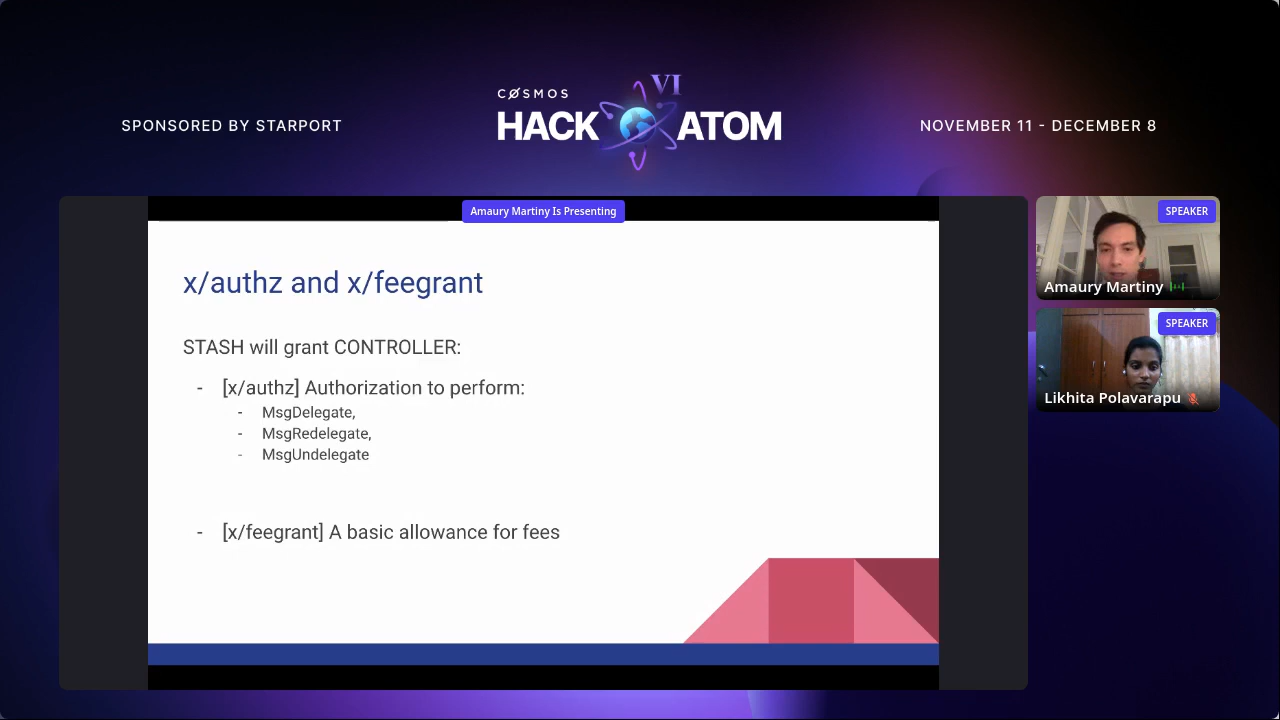 VI
CØSMOS
SPONSORED BY STARPORT
HACK ATOM
NOVEMBER 11 - DECEMBER 8
Amaury Martiny Is Presenting
x/authz and x/feegrant
STASH will grant CONTROLLER:
- [x/authz] Authorization to perform:
- MsgDelegate,
- MsgRedelegate,
- MsgUndelegate
- [x/feegrant] A basic allowance for fees
SPEAKER
Amaury Martiny
SPEAKER
Likhita Polavarapu